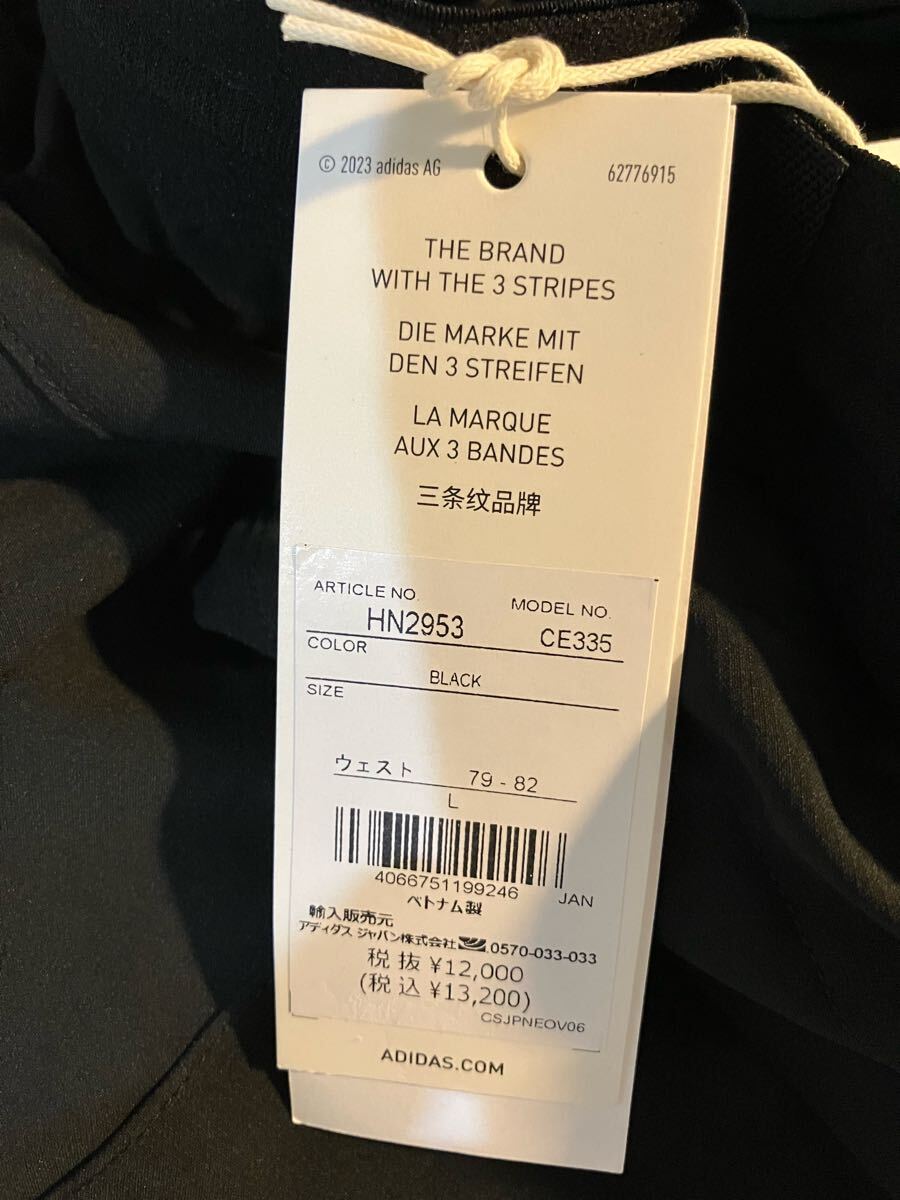 © 2023 adidas AG 62776915
THE BRAND
WITH THE 3 STRIPES
DIE MARKE MIT
DEN 3 STREIFEN
LA MARQUE
AUX 3 BANDES
三条纹品牌
ARTICLE NO. MODEL NO.
HN2953 CE335
COLOR
BLACK
SIZE
ウェスト 79 - 82
L
4066751199246 JAN
ベトナム製
輸入販売元
アディダス ジャパン株式会社 0570-033-033
税抜 ¥12,000
(税込 ¥13,200)
CSJPNEOV06
ADIDAS.COM